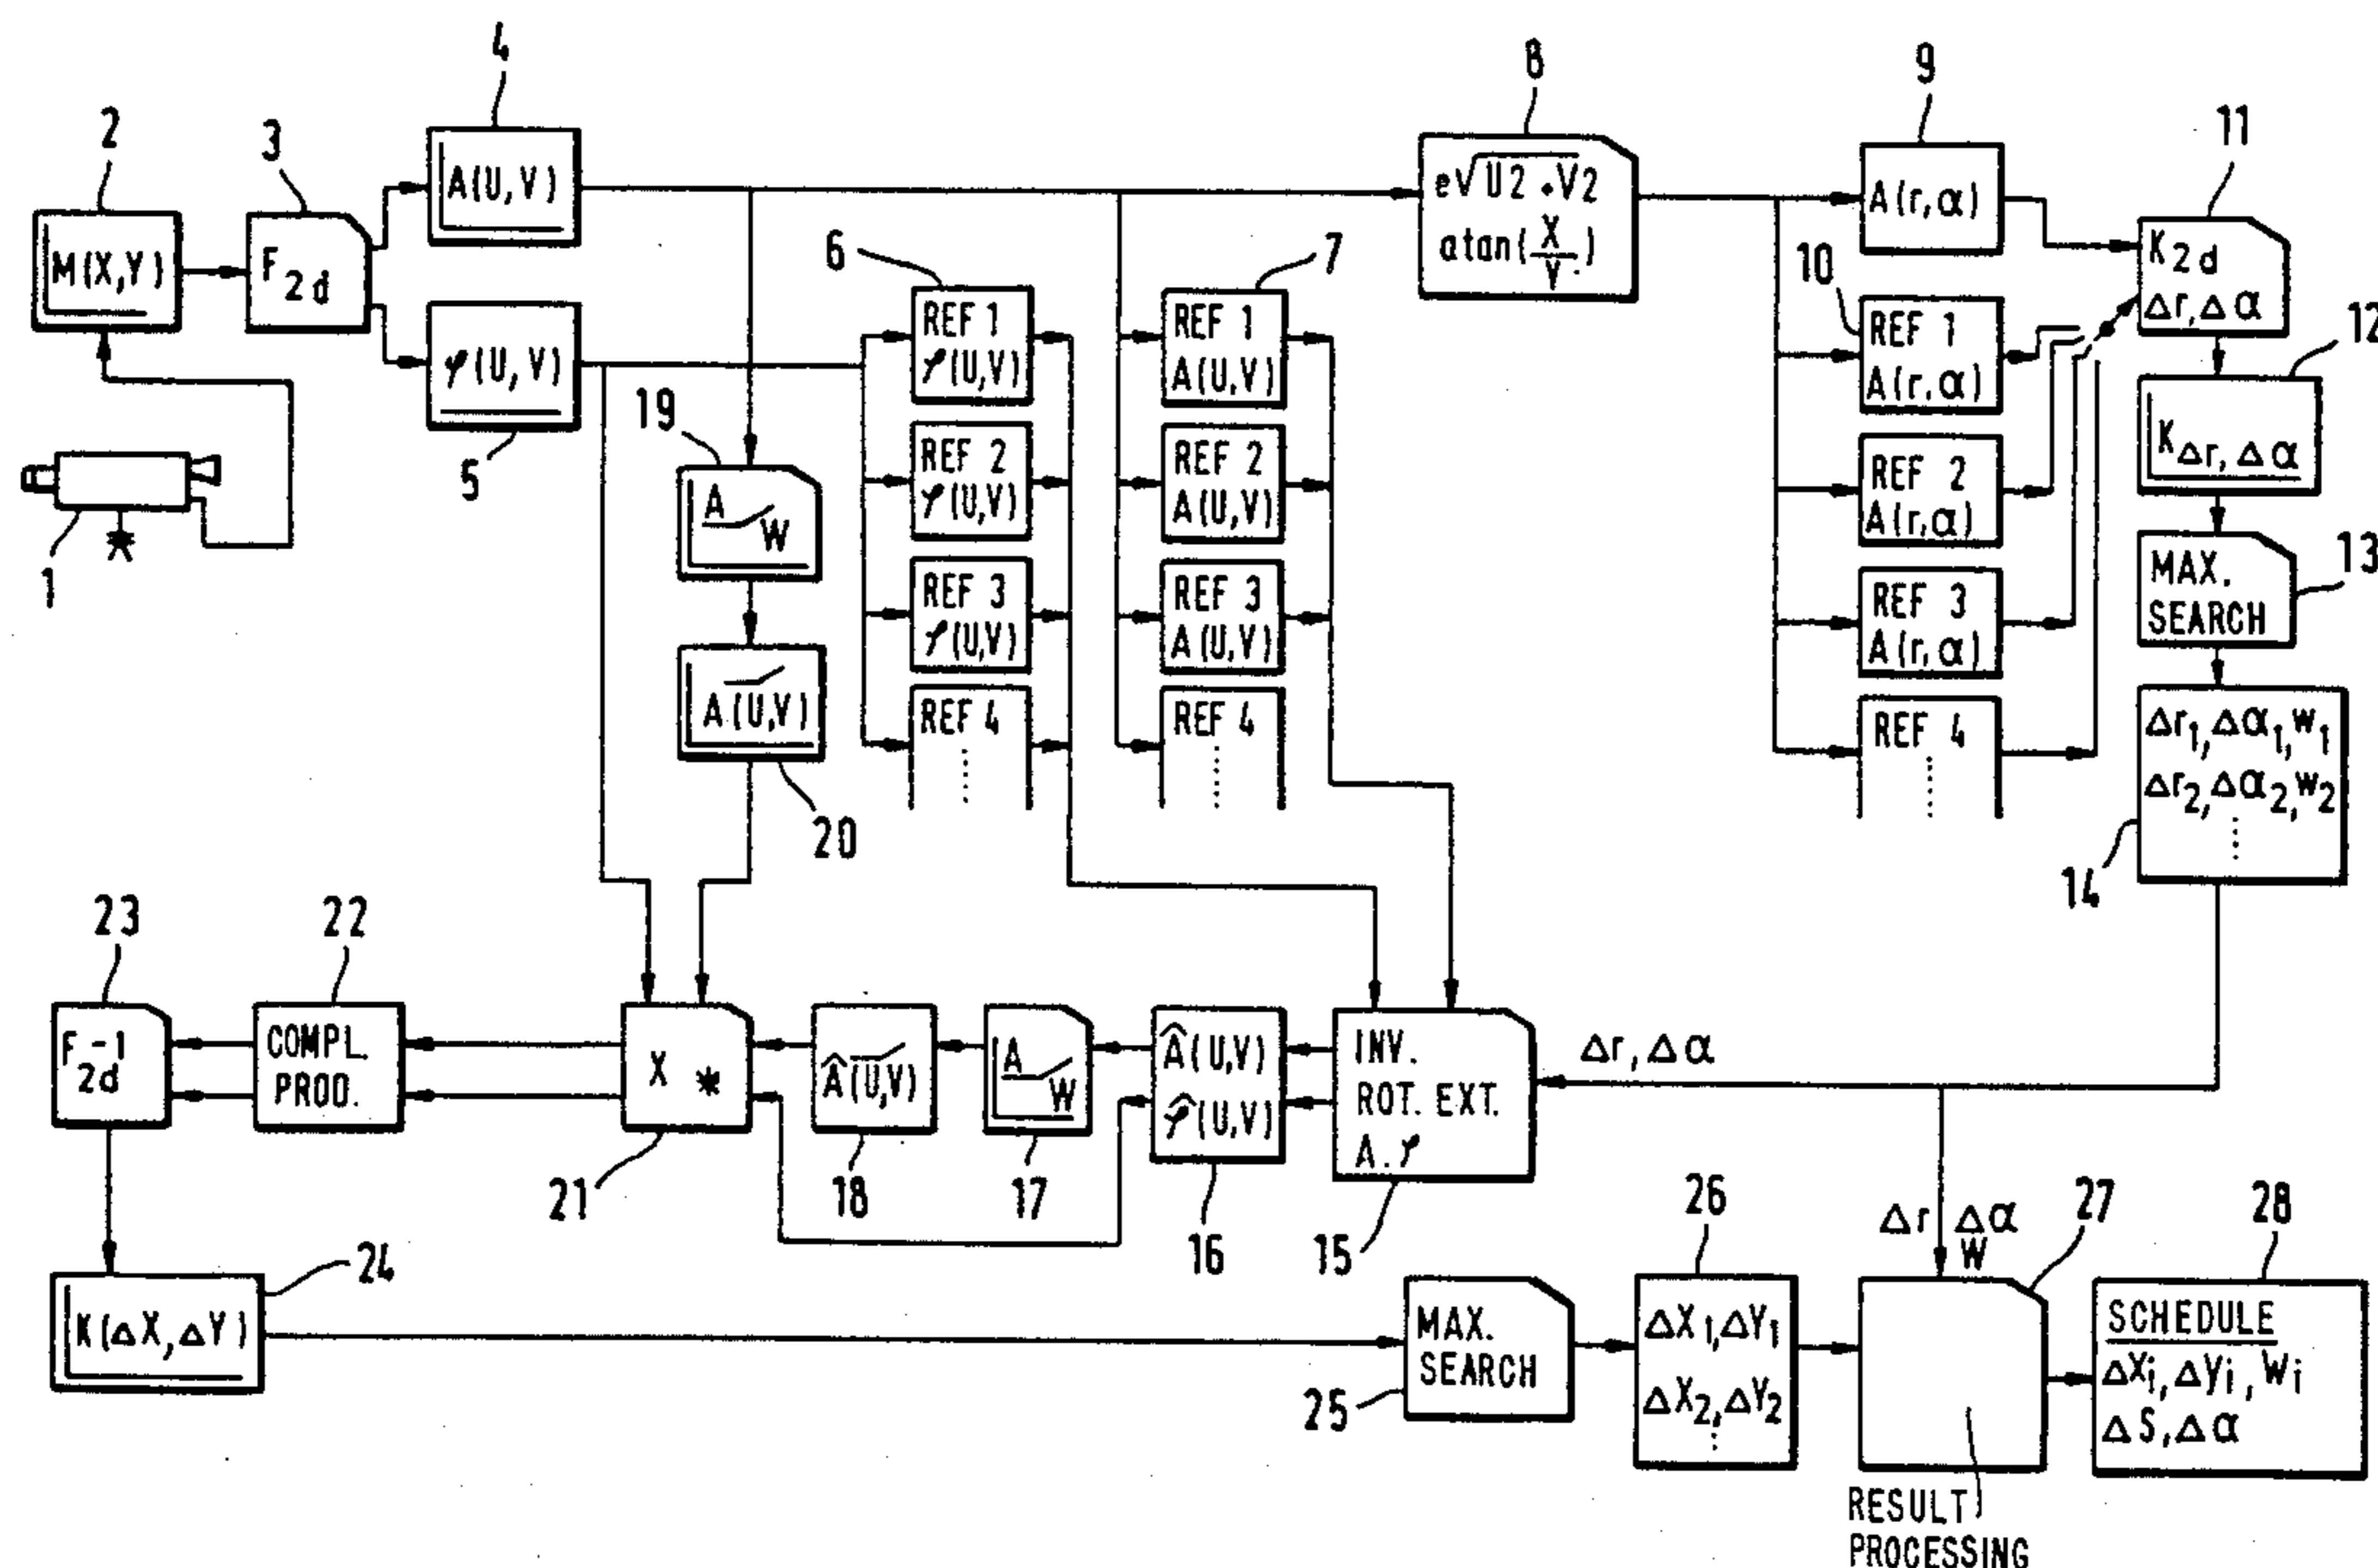 4
2
3
A(U,V)
M(X,Y)
F2d
φ(U,V)
5
1
8
e√U2+V2
atan(X/Y)
9
A(r,α)
11
K2d
Δr,Δα
12
KΔr,Δα
13
MAX.
SEARCH
Δr1,Δα1,w1
Δr2,Δα2,w2
⋮
14
6
REF 1
φ(U,V)
REF 2
φ(U,V)
REF 3
φ(U,V)
REF 4
⋮
7
REF 1
A(U,V)
REF 2
A(U,V)
REF 3
A(U,V)
REF 4
⋮
10
REF 1
A(r,α)
REF 2
A(r,α)
REF 3
A(r,α)
REF 4
⋮
19
A
W
A(U,V)
20
23
F2d-1
22
COMPL.
PROD.
X *
21
Â(U,V)
18
A
W
17
Â(U,V)
φ̂(U,V)
16
INV.
ROT. EXT.
A.φ
15
Δr,Δα
24
K(ΔX,ΔY)
MAX.
SEARCH
25
26
ΔX1,ΔY1
ΔX2,ΔY2
⋮
Δr Δα
W
27
RESULT
PROCESSING
28
SCHEDULE
ΔXi,ΔYi,Wi
ΔS,Δα